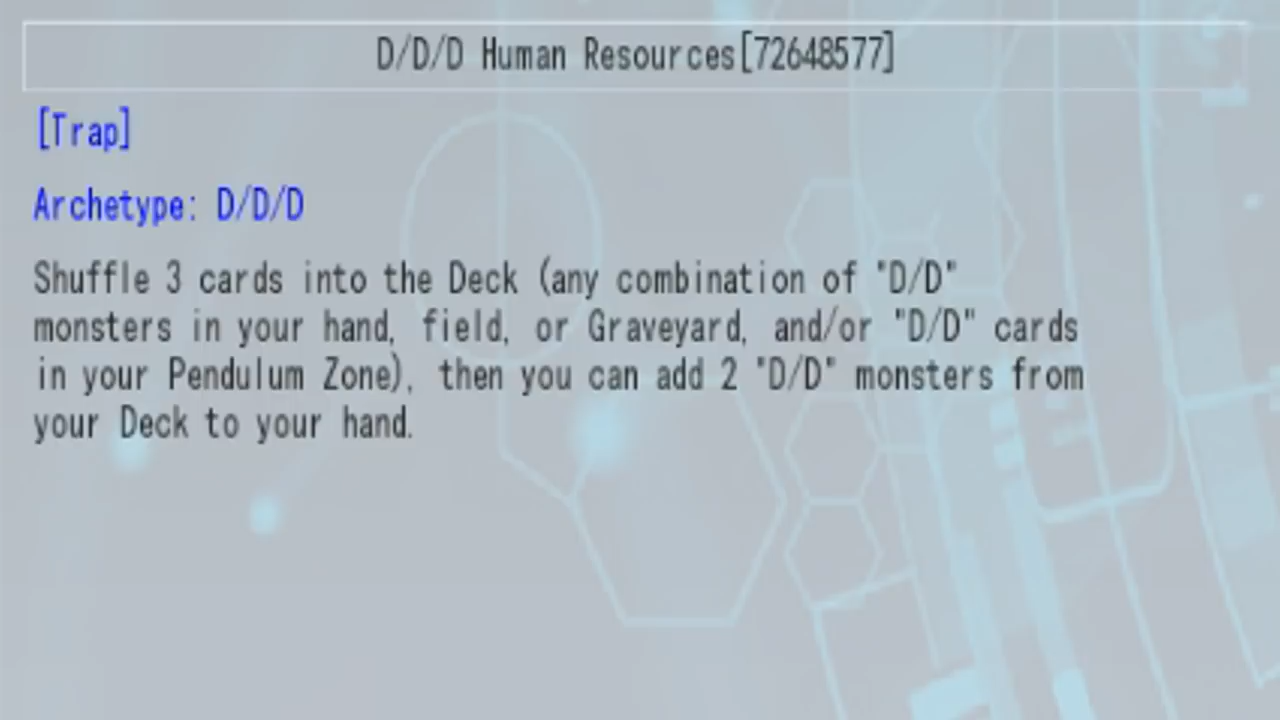 D/D/D Human Resources[72648577]
[Trap]
Archetype: D/D/D
Shuffle 3 cards into the Deck (any combination of "D/D"
monsters in your hand, field, or Graveyard, and/or "D/D" cards
in your Pendulum Zone), then you can add 2 "D/D" monsters from
your Deck to your hand.